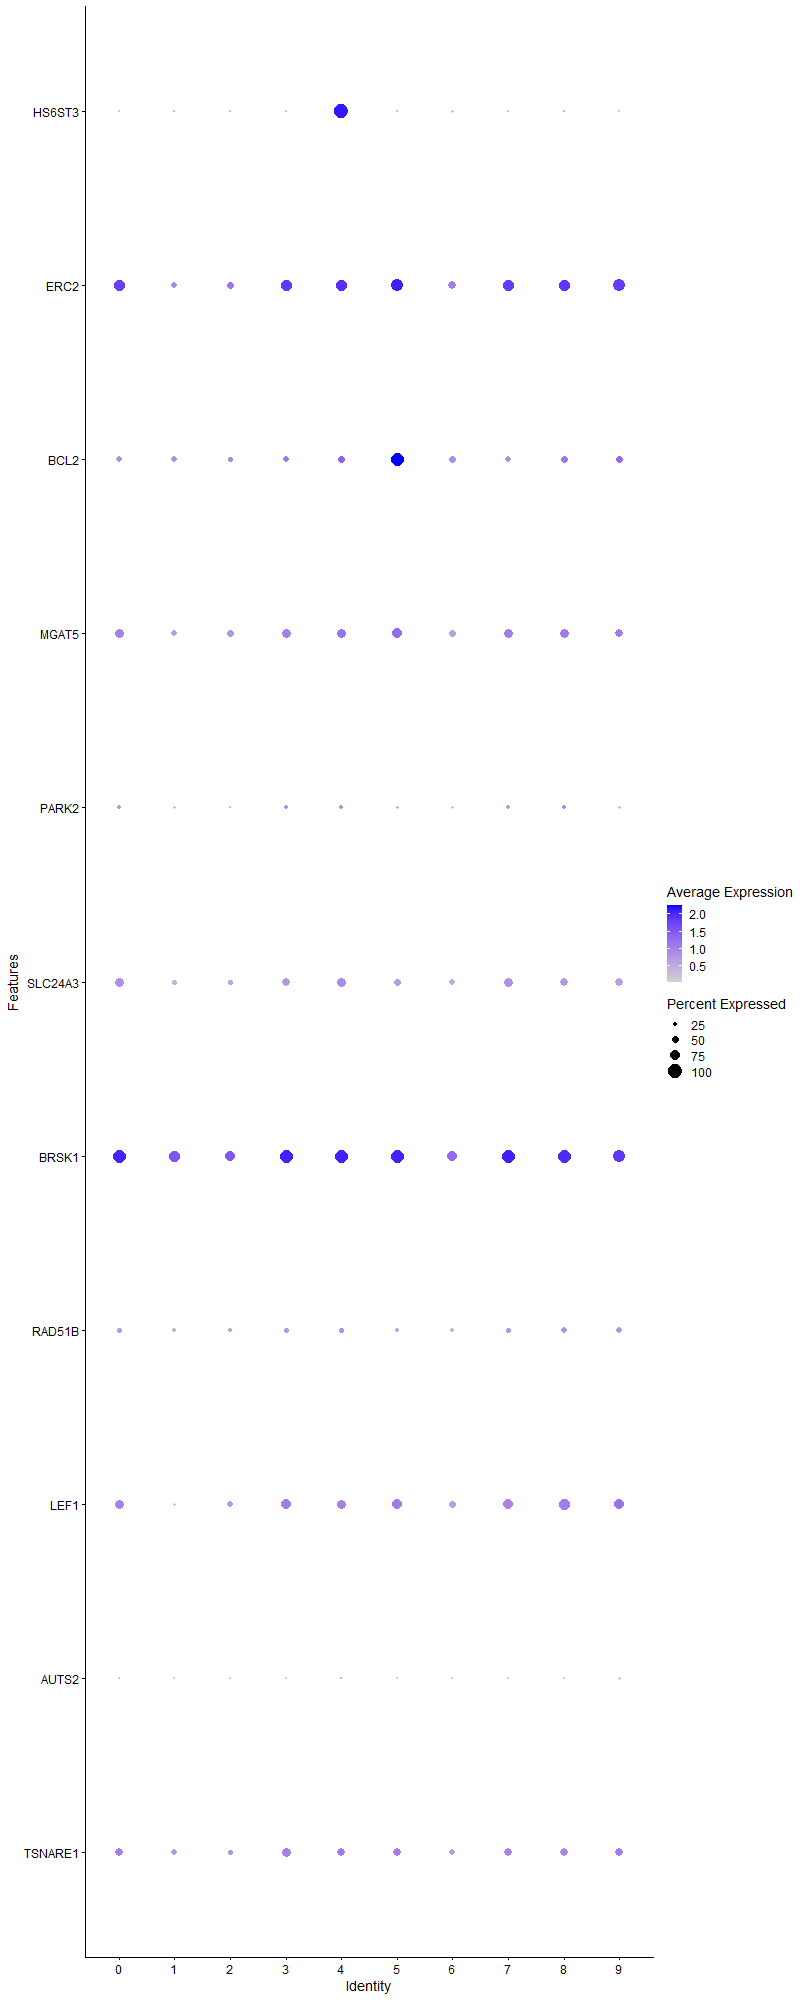 HS6ST3
ERC2
BCL2
MGAT5
PARK2
SLC24A3
BRSK1
RAD51B
LEF1
AUTS2
TSNARE1
Features
0 1 2 3 4 5 6 7 8 9
Identity
Average Expression
2.0
1.5
1.0
0.5
Percent Expressed
25
50
75
100